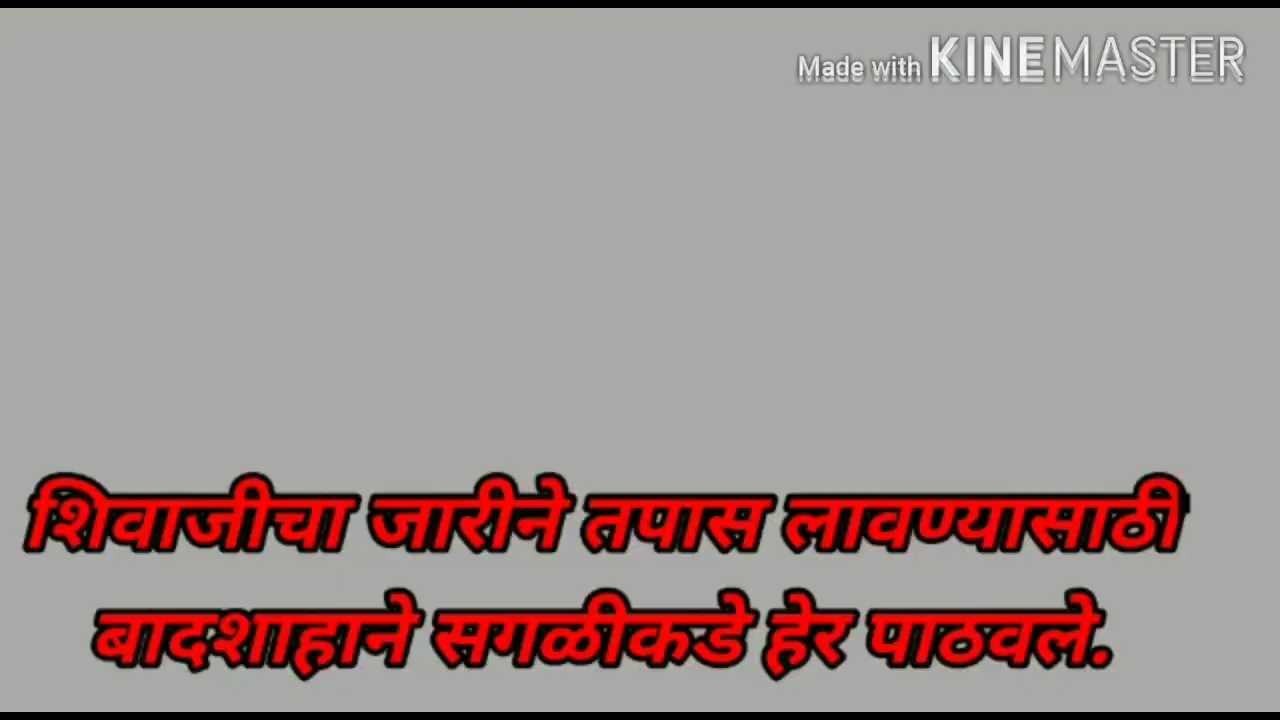 Made with KINEMASTER
शिवाजीचा जारीने तपास लावण्यासाठी
बादशाहाने सगळीकडे हेर पाठवले.